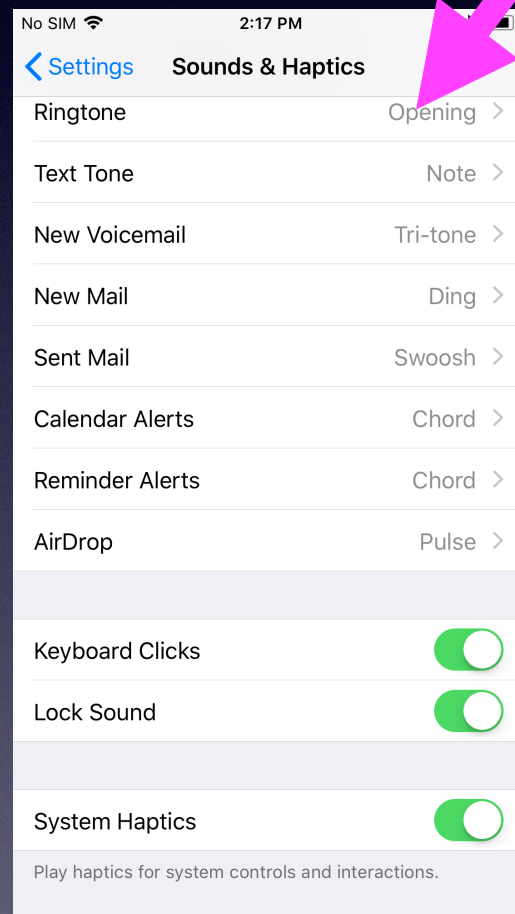 No SIM 2:17 PM
Settings Sounds & Haptics
Ringtone Opening
Text Tone Note
New Voicemail Tri-tone
New Mail Ding
Sent Mail Swoosh
Calendar Alerts Chord
Reminder Alerts Chord
AirDrop Pulse
Keyboard Clicks
Lock Sound
System Haptics
Play haptics for system controls and interactions.